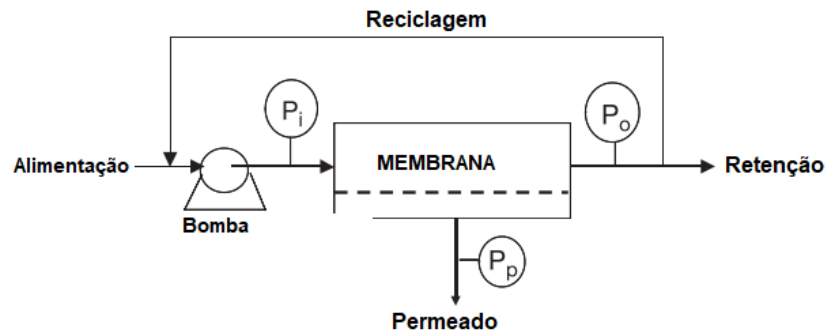 Reciclagem
Pi
Po
Alimentação
MEMBRANA
Retenção
Bomba
Pp
Permeado